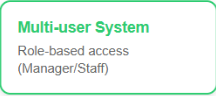 Multi-user System
Role-based access
(Manager/Staff)